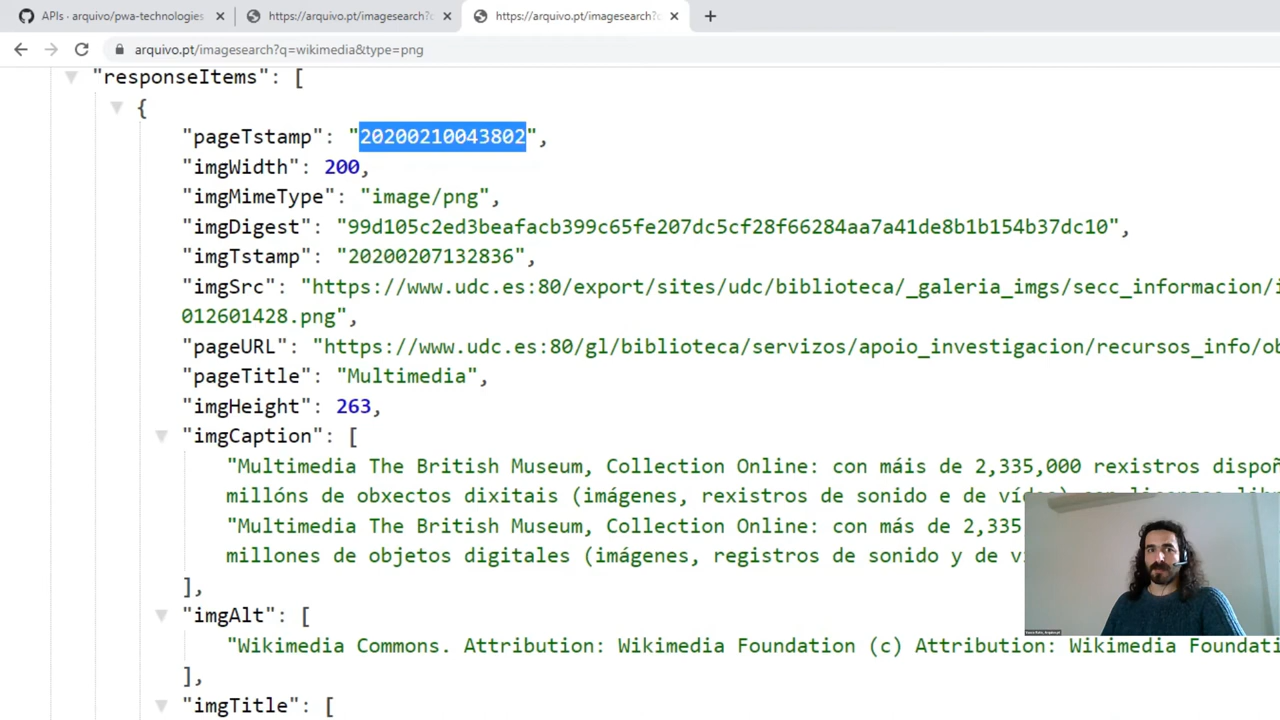 APIs · arquivo/pwa-technologies
https://arquivo.pt/imagesearch?
https://arquivo.pt/imagesearch?
arquivo.pt/imagesearch?q=wikimedia&type=png
"responseItems": [
{
"pageTstamp": "20200210043802",
"imgWidth": 200,
"imgMimeType": "image/png",
"imgDigest": "99d105c2ed3beafacb399c65fe207dc5cf28f66284aa7a41de8b1b154b37dc10",
"imgTstamp": "20200207132836",
"imgSrc": "https://www.udc.es:80/export/sites/udc/biblioteca/_galeria_imgs/secc_informacion/
012601428.png",
"pageURL": "https://www.udc.es:80/gl/biblioteca/servizos/apoio_investigacion/recursos_info/
"pageTitle": "Multimedia",
"imgHeight": 263,
"imgCaption": [
"Multimedia The British Museum, Collection Online: con máis de 2,335,000 rexistros
millóns de obxectos dixitais (imágenes, rexistros de sonido e de
"Multimedia The British Museum, Collection Online: con más de 2,335
millones de objetos digitales (imágenes, registros de sonido y de
],
"imgAlt": [
"Wikimedia Commons. Attribution: Wikimedia Foundation (c) Attribution: Wikimedia
],
"imgTitle": [